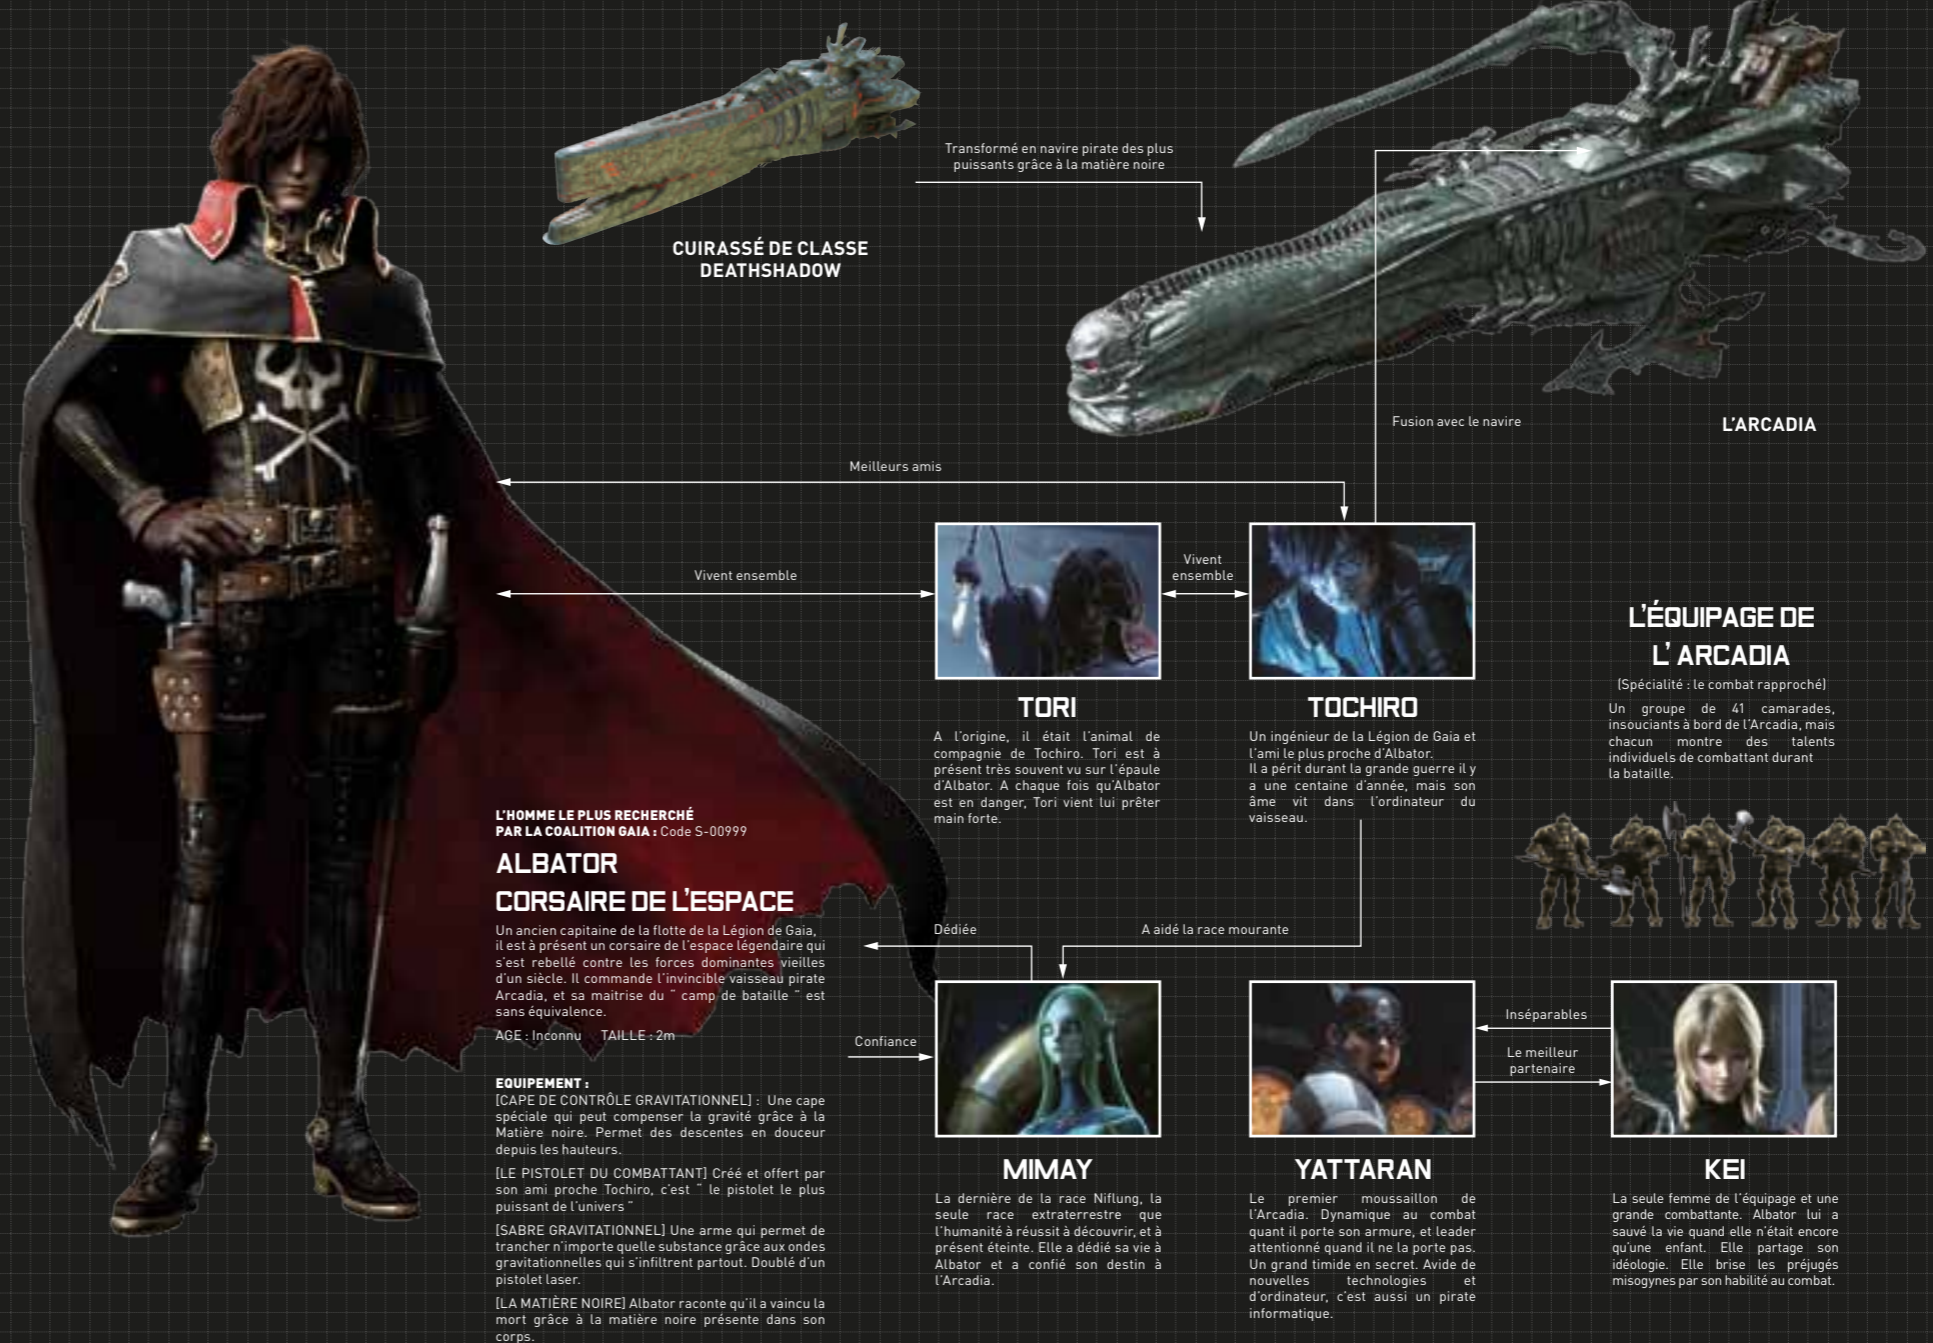 Transformé en navire pirate des plus
puissants grâce à la matière noire
CUIRASSÉ DE CLASSE
DEATHSHADOW
Fusion avec le navire
L'ARCADIA
Meilleurs amis
Vivent ensemble
Vivent
ensemble
TORI
A l'origine, il était l'animal de
compagnie de Tochiro. Tori est à
présent très souvent vu sur l'épaule
d'Albator. A chaque fois qu'Albator
est en danger, Tori vient lui prêter
main forte.
TOCHIRO
Un ingénieur de la Légion de Gaia et
l'ami le plus proche d'Albator.
Il a périt durant la grande guerre il y
a une centaine d'année, mais son
âme vit dans l'ordinateur du
vaisseau.
L'ÉQUIPAGE DE
L' ARCADIA
(Spécialité : le combat rapproché)
Un groupe de 41 camarades,
insouciants à bord de l'Arcadia, mais
chacun montre des talents
individuels de combattant durant
la bataille.
L'HOMME LE PLUS RECHERCHÉ
PAR LA COALITION GAIA : Code S-00999
ALBATOR
CORSAIRE DE L'ESPACE
Un ancien capitaine de la flotte de la Légion de Gaia,
il est à présent un corsaire de l'espace légendaire qui
s'est rebellé contre les forces dominantes vieilles
d'un siècle. Il commande l'invincible vaisseau pirate
Arcadia, et sa maitrise du " camp de bataille " est
sans équivalence.
AGE : Inconnu TAILLE : 2m
EQUIPEMENT :
[CAPE DE CONTRÔLE GRAVITATIONNEL] : Une cape
spéciale qui peut compenser la gravité grâce à la
Matière noire. Permet des descentes en douceur
depuis les hauteurs.
[LE PISTOLET DU COMBATTANT] Créé et offert par
son ami proche Tochiro, c'est " le pistolet le plus
puissant de l'univers "
[SABRE GRAVITATIONNEL] Une arme qui permet de
trancher n'importe quelle substance grâce aux ondes
gravitationnelles qui s'infiltrent partout. Doublé d'un
pistolet laser.
[LA MATIÈRE NOIRE] Albator raconte qu'il a vaincu la
mort grâce à la matière noire présente dans son
corps.
Dédiée
A aidé la race mourante
Confiance
MIMAY
La dernière de la race Niflung, la
seule race extraterrestre que
l'humanité à réussit à découvrir, et à
présent éteinte. Elle a dédié sa vie à
Albator et a confié son destin à
l'Arcadia.
Inséparables
Le meilleur
partenaire
YATTARAN
Le premier moussaillon de
l'Arcadia. Dynamique au combat
quant il porte son armure, et leader
attentionné quand il ne la porte pas.
Un grand timide en secret. Avide de
nouvelles technologies et
d'ordinateur, c'est aussi un pirate
informatique.
KEI
La seule femme de l'équipage et une
grande combattante. Albator lui a
sauvé la vie quand elle n'était encore
qu'une enfant. Elle partage son
idéologie. Elle brise les préjugés
misogynes par son habilité au combat.